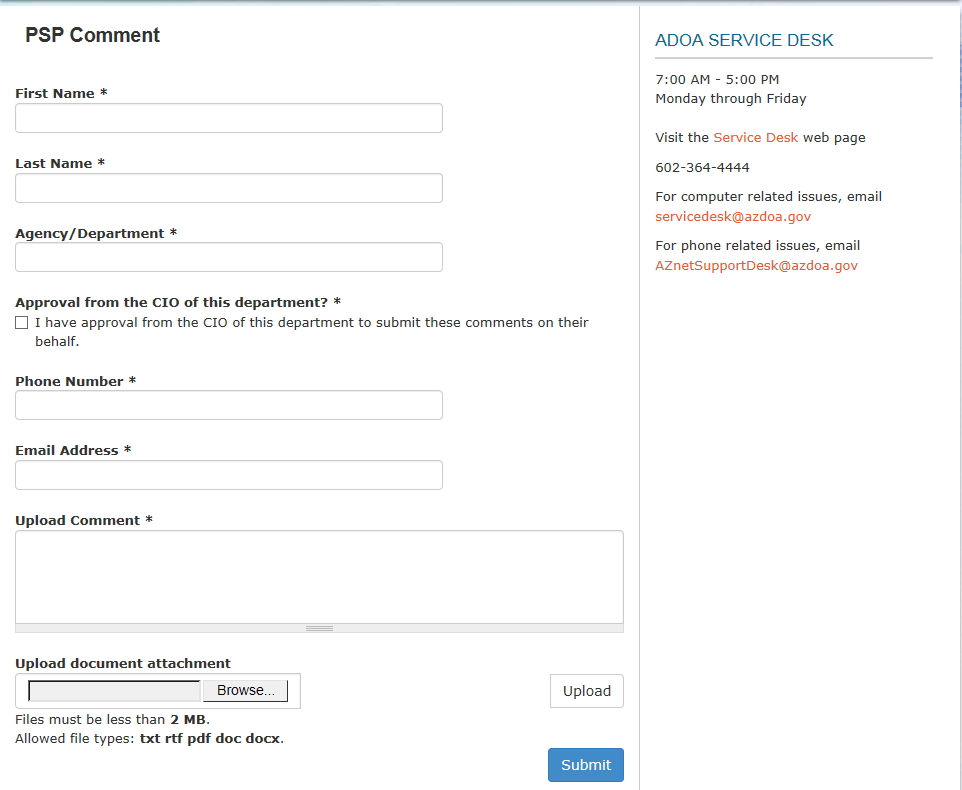 PSP Comment
First Name *
Last Name *
Agency/Department *
Approval from the CIO of this department? *
I have approval from the CIO of this department to submit these comments on their
behalf.
Phone Number *
Email Address *
Upload Comment *
Upload document attachment
Browse...
Upload
Files must be less than 2 MB.
Allowed file types: txt rtf pdf doc docx.
Submit
ADOA SERVICE DESK
7:00 AM - 5:00 PM
Monday through Friday
Visit the Service Desk web page
602-364-4444
For computer related issues, email
servicedesk@azdoa.gov
For phone related issues, email
AZnetSupportDesk@azdoa.gov